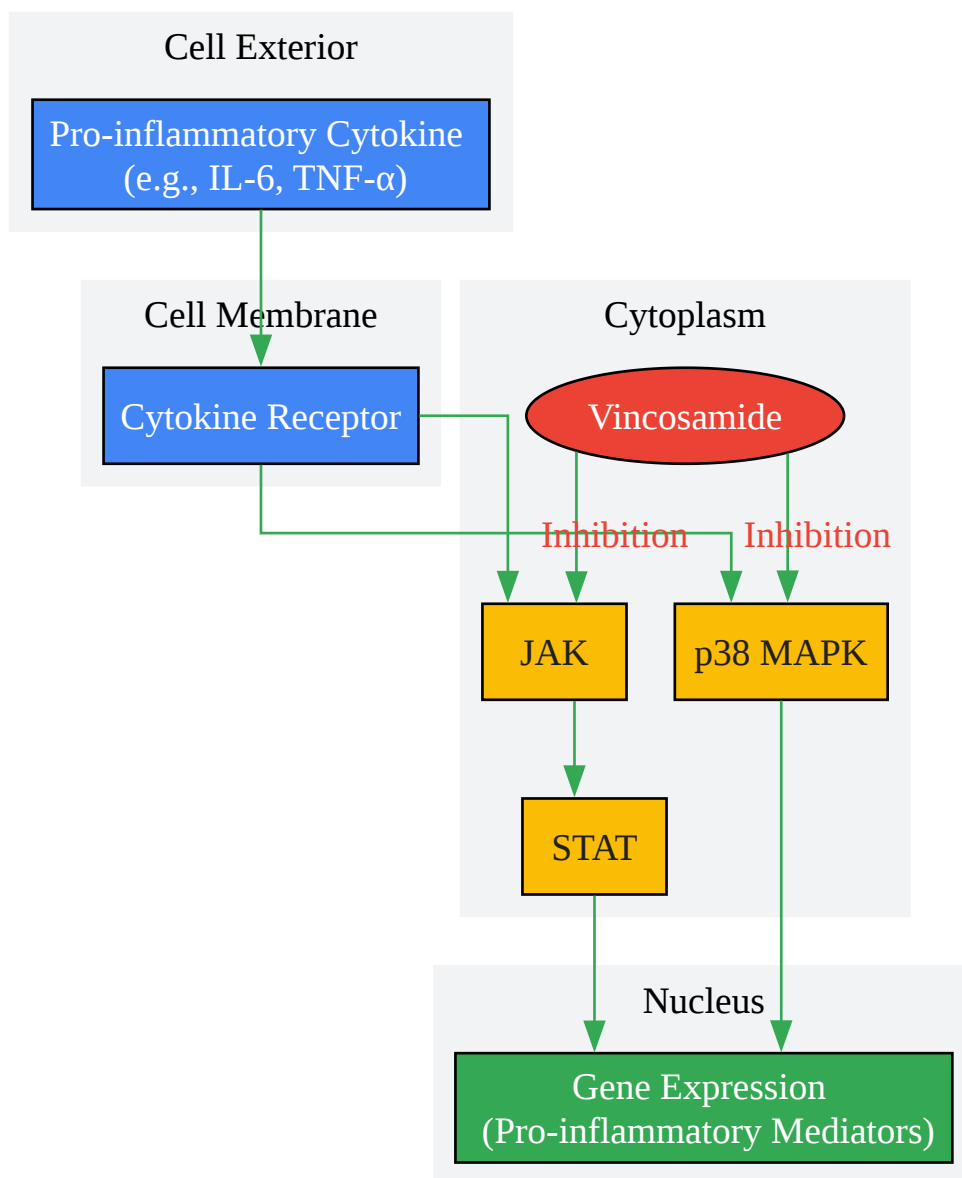 Cell Exterior
Pro-inflammatory Cytokine
(e.g., IL-6, TNF-α)
Cell Membrane
Cytokine Receptor
Cytoplasm
Vincosamide
Inhibition
Inhibition
JAK
p38 MAPK
STAT
Nucleus
Gene Expression
(Pro-inflammatory Mediators)